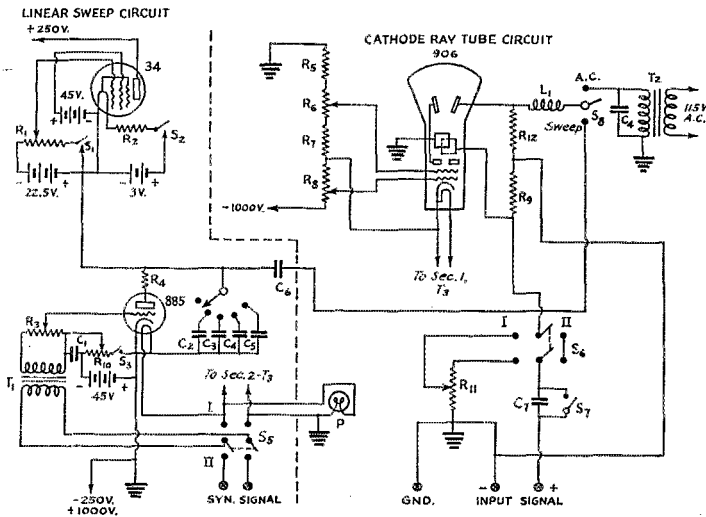 LINEAR SWEEP CIRCUIT
+250V.
34
45V.
+ -
R1
S1
R2
S2
- +
22.5V.
- +
3V.
CATHODE RAY TUBE CIRCUIT
906
R5
R6
R7
R8
-1000V.
To Sec.1,
T3
L1
A.C.
S8
Sweep
C4
T2
115V
A.C.
R12
R9
R4
885
C6
R3
C1
R10
S3
- +
45V
T1
C2 C3 C4 C5
To Sec.2-T3
I
S5
II
P
-250V.
+1000V.
SYN. SIGNAL
I II
S6
R11
C7
S7
GND.
- INPUT SIGNAL +